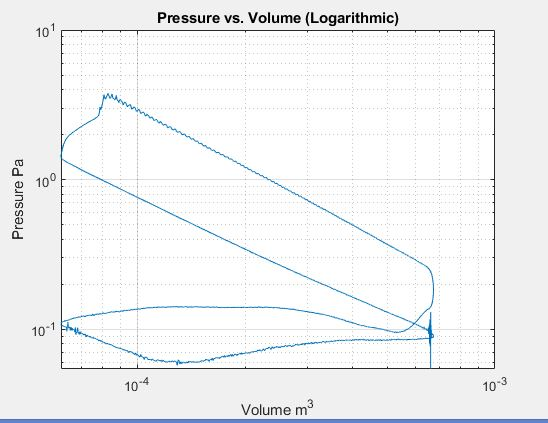 Pressure vs. Volume (Logarithmic)
10¹
10⁰
10⁻¹
Pressure Pa
10⁻⁴
10⁻³
Volume m³